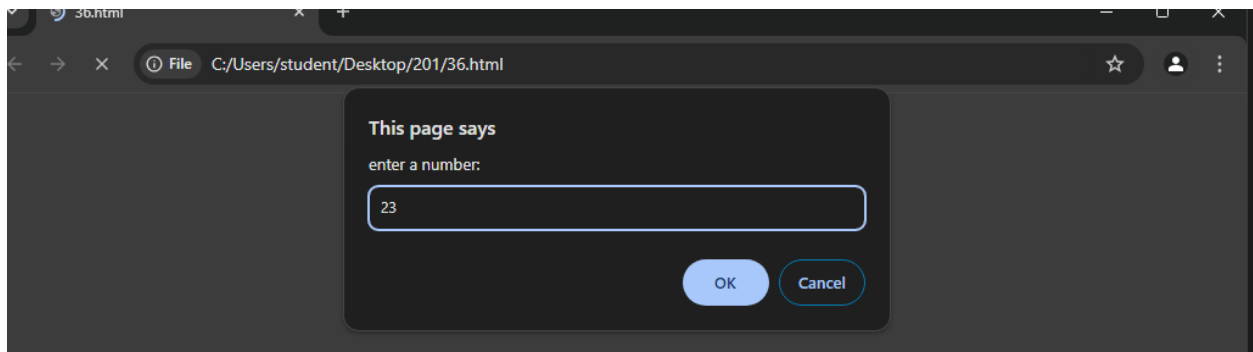 36.html
File C:/Users/student/Desktop/201/36.html
This page says
enter a number:
23
OK Cancel